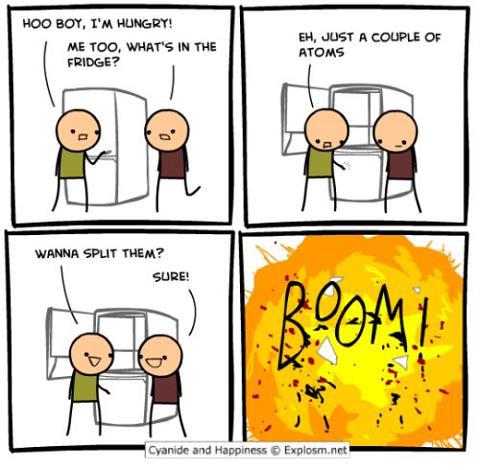 HOO BOY, I'M HUNGRY!
ME TOO, WHAT'S IN THE
FRIDGE?
EH, JUST A COUPLE OF
ATOMS
WANNA SPLIT THEM?
SURE!
BOOM!
Cyanide and Happiness © Explosm.net